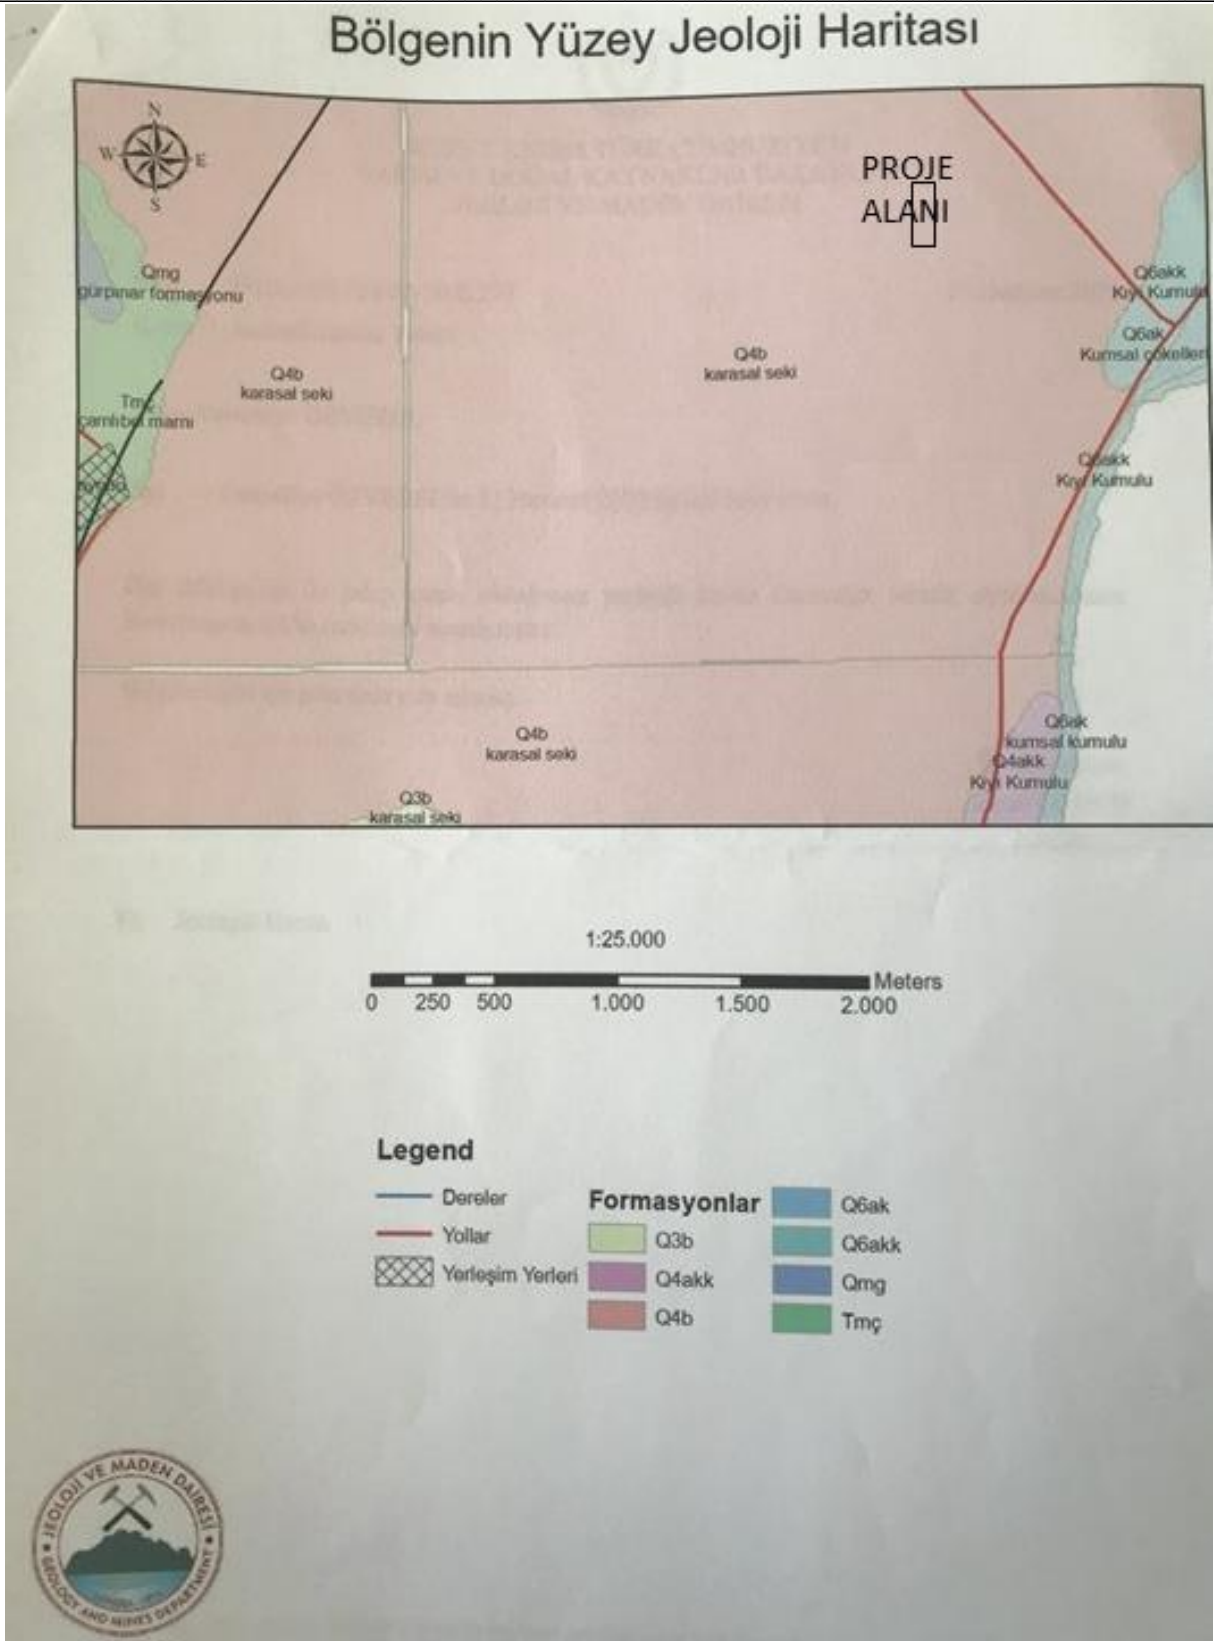 Bölgenin Yüzey Jeoloji Haritası
N
W
E
S
PROJE
ALANI
Qmg
gürpınar formasyonu
Q6akk
Kıyı Kumulu
Q6ak
Kumsal çökelleri
Q4b
karasal seki
Q4b
karasal seki
Tmç
çamlıbel marnı
Q6akk
Kıyı Kumulu
Q4b
karasal seki
Q6ak
kumsal kumulu
Q4akk
Kıyı Kumulu
Q3b
karasal seki
1:25.000
Meters
0 250 500 1.000 1.500 2.000
Legend
Dereler
Yollar
Yerleşim Yerleri
Formasyonlar
Q3b
Q4akk
Q4b
Q6ak
Q6akk
Qmg
Tmç
JEOLOJİ VE MADEN DAİRESİ
GEOLOGY AND MINES DEPARTMENT